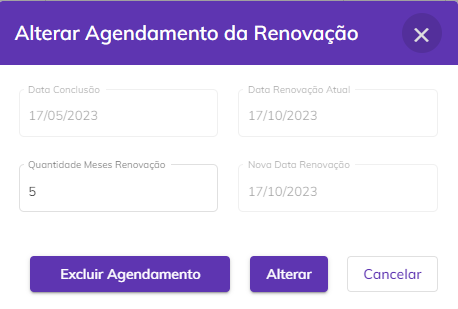 Alterar Agendamento da Renovação
Data Conclusão
Data Renovação Atual
17/05/2023
17/10/2023
Quantidade Meses Renovação
Nova Data Renovação
5
17/10/2023
Excluir Agendamento
Alterar
Cancelar